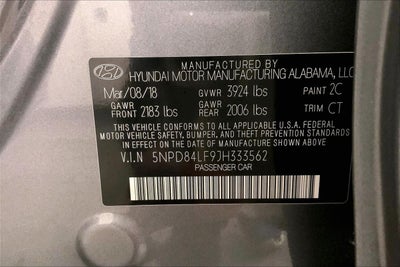 MANUFACTURED BY
HYUNDAI MOTOR MANUFACTURING ALABAMA, LLC
Mar/08/18 GVWR 3924 lbs PAINT 2C
GAWR FRONT 2183 lbs GAWR REAR 2006 lbs TRIM CT
THIS VEHICLE CONFORMS TO ALL APPLICABLE U.S.A FEDERAL
MOTOR VEHICLE SAFETY, BUMPER, AND THEFT PREVENTION STANDARDS
IN EFFECT ON THE DATE OF MANUFACTURE SHOWN ABOVE
V.I.N 5NPD84LF9JH333562
PASSENGER CAR